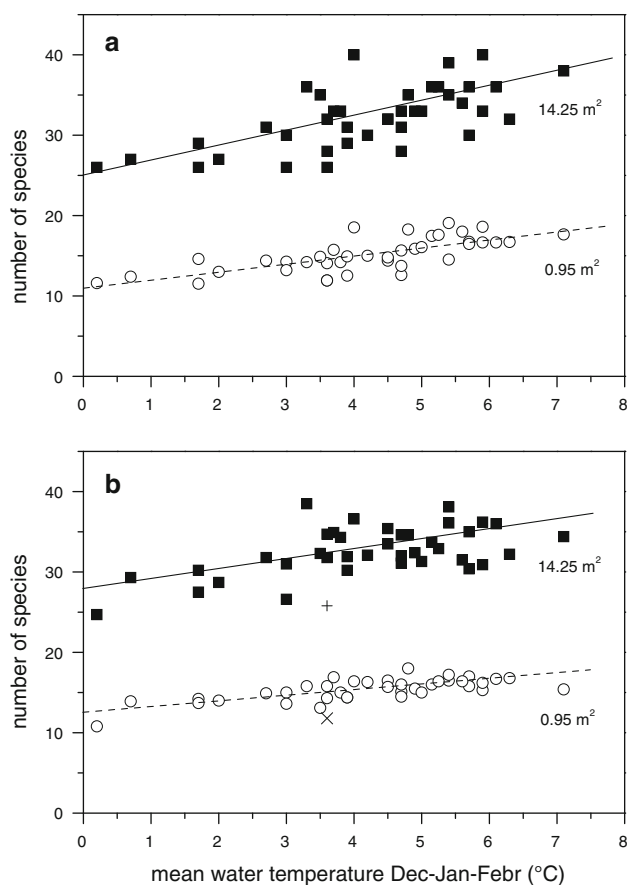 a
40
30
20
10
0
number of species
14.25 m²
0.95 m²
0 1 2 3 4 5 6 7 8
b
40
30
20
10
0
number of species
14.25 m²
0.95 m²
0 1 2 3 4 5 6 7 8
mean water temperature Dec-Jan-Febr (°C)